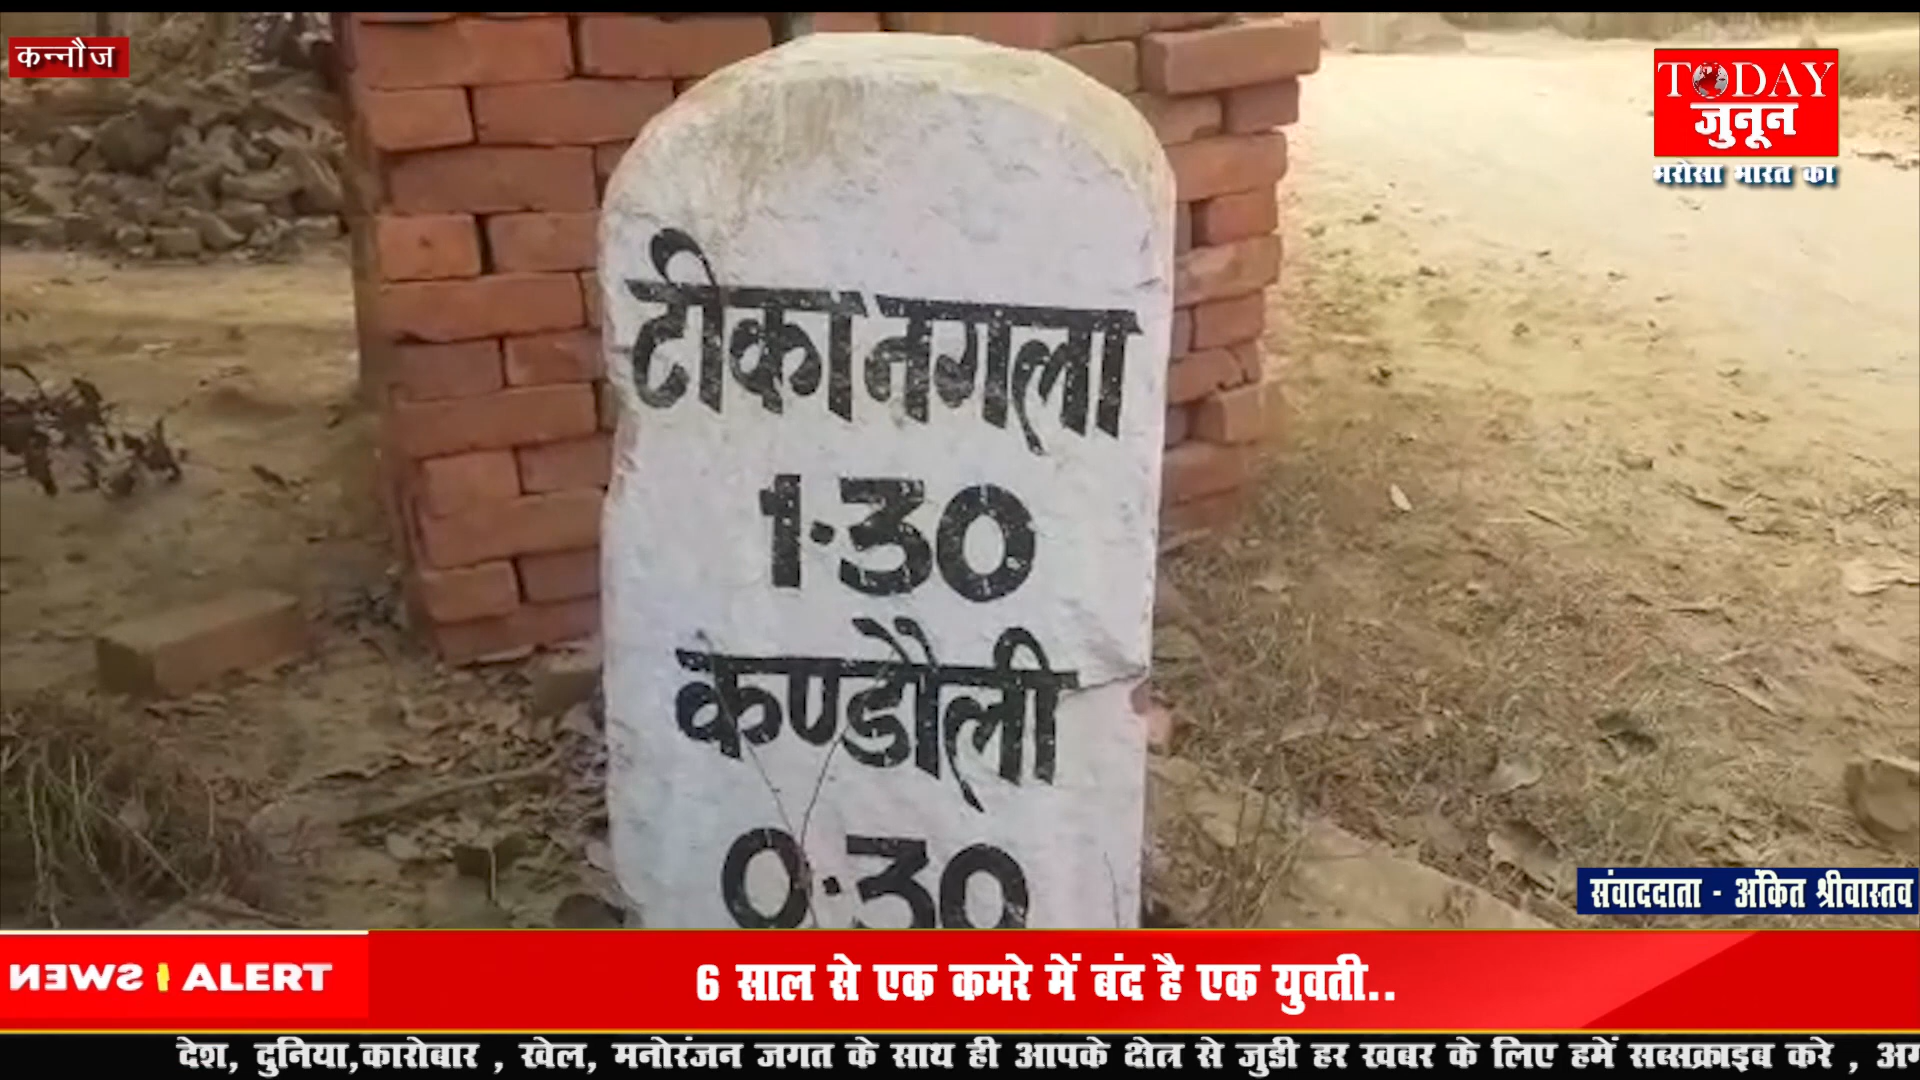 कन्नौज
TODAY
जुनून
भरोसा भारत का
टीका नगला
1.30
कण्डौली
0.30
संवाददाता - अंकित श्रीवास्तव
NEWS ALERT
6 साल से एक कमरे में बंद है एक युवती..
देश, दुनिया,कारोबार , खेल, मनोरंजन जगत के साथ ही आपके क्षेत्र से जुडी हर खबर के लिए हमें सब्सक्राइब करे ,